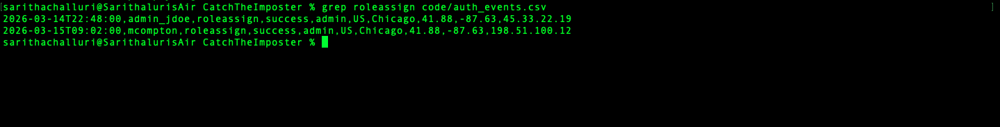 [sarithachalluri@SarithalurisAir CatchTheImposter % grep roleassign code/auth_events.csv ]
2026-03-14T22:48:00,admin_jdoe,roleassign,success,admin,US,Chicago,41.88,-87.63,45.33.22.19
2026-03-15T09:02:00,mcompton,roleassign,success,admin,US,Chicago,41.88,-87.63,198.51.100.12
sarithachalluri@SarithalurisAir CatchTheImposter %